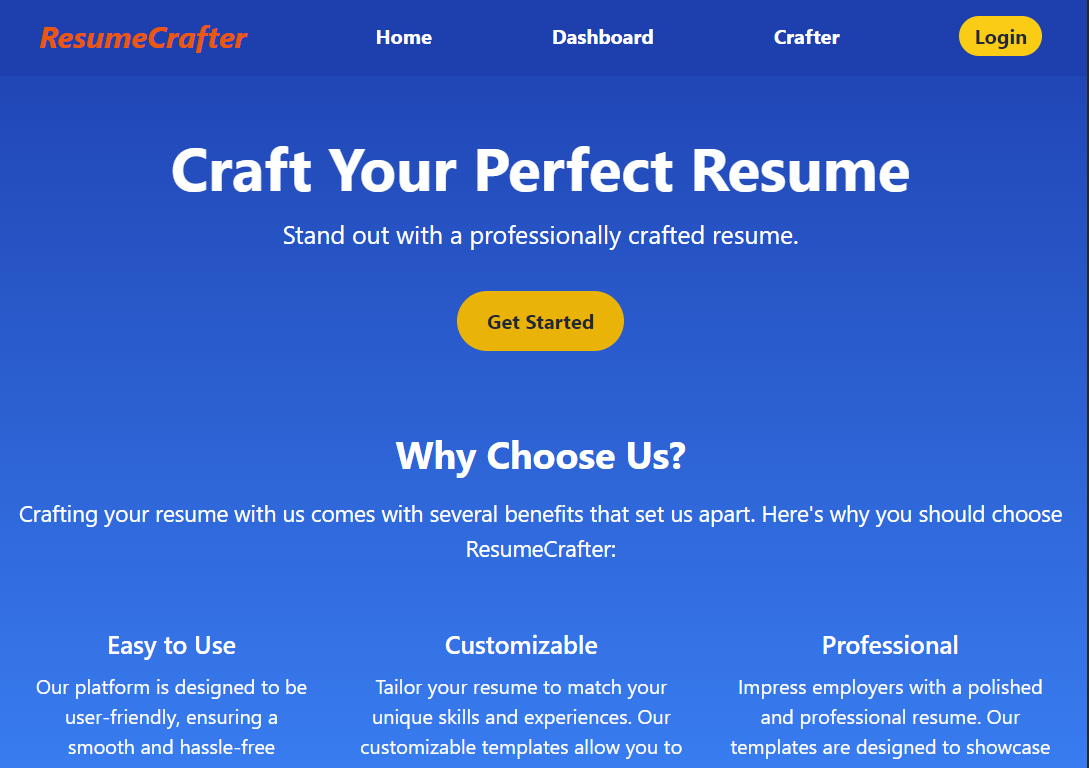 ResumeCrafter
Home
Dashboard
Crafter
Login
Craft Your Perfect Resume
Stand out with a professionally crafted resume.
Get Started
Why Choose Us?
Crafting your resume with us comes with several benefits that set us apart. Here's why you should choose
ResumeCrafter:
Easy to Use
Our platform is designed to be
user-friendly, ensuring a
smooth and hassle-free
Customizable
Tailor your resume to match your
unique skills and experiences. Our
customizable templates allow you to
Professional
Impress employers with a polished
and professional resume. Our
templates are designed to showcase